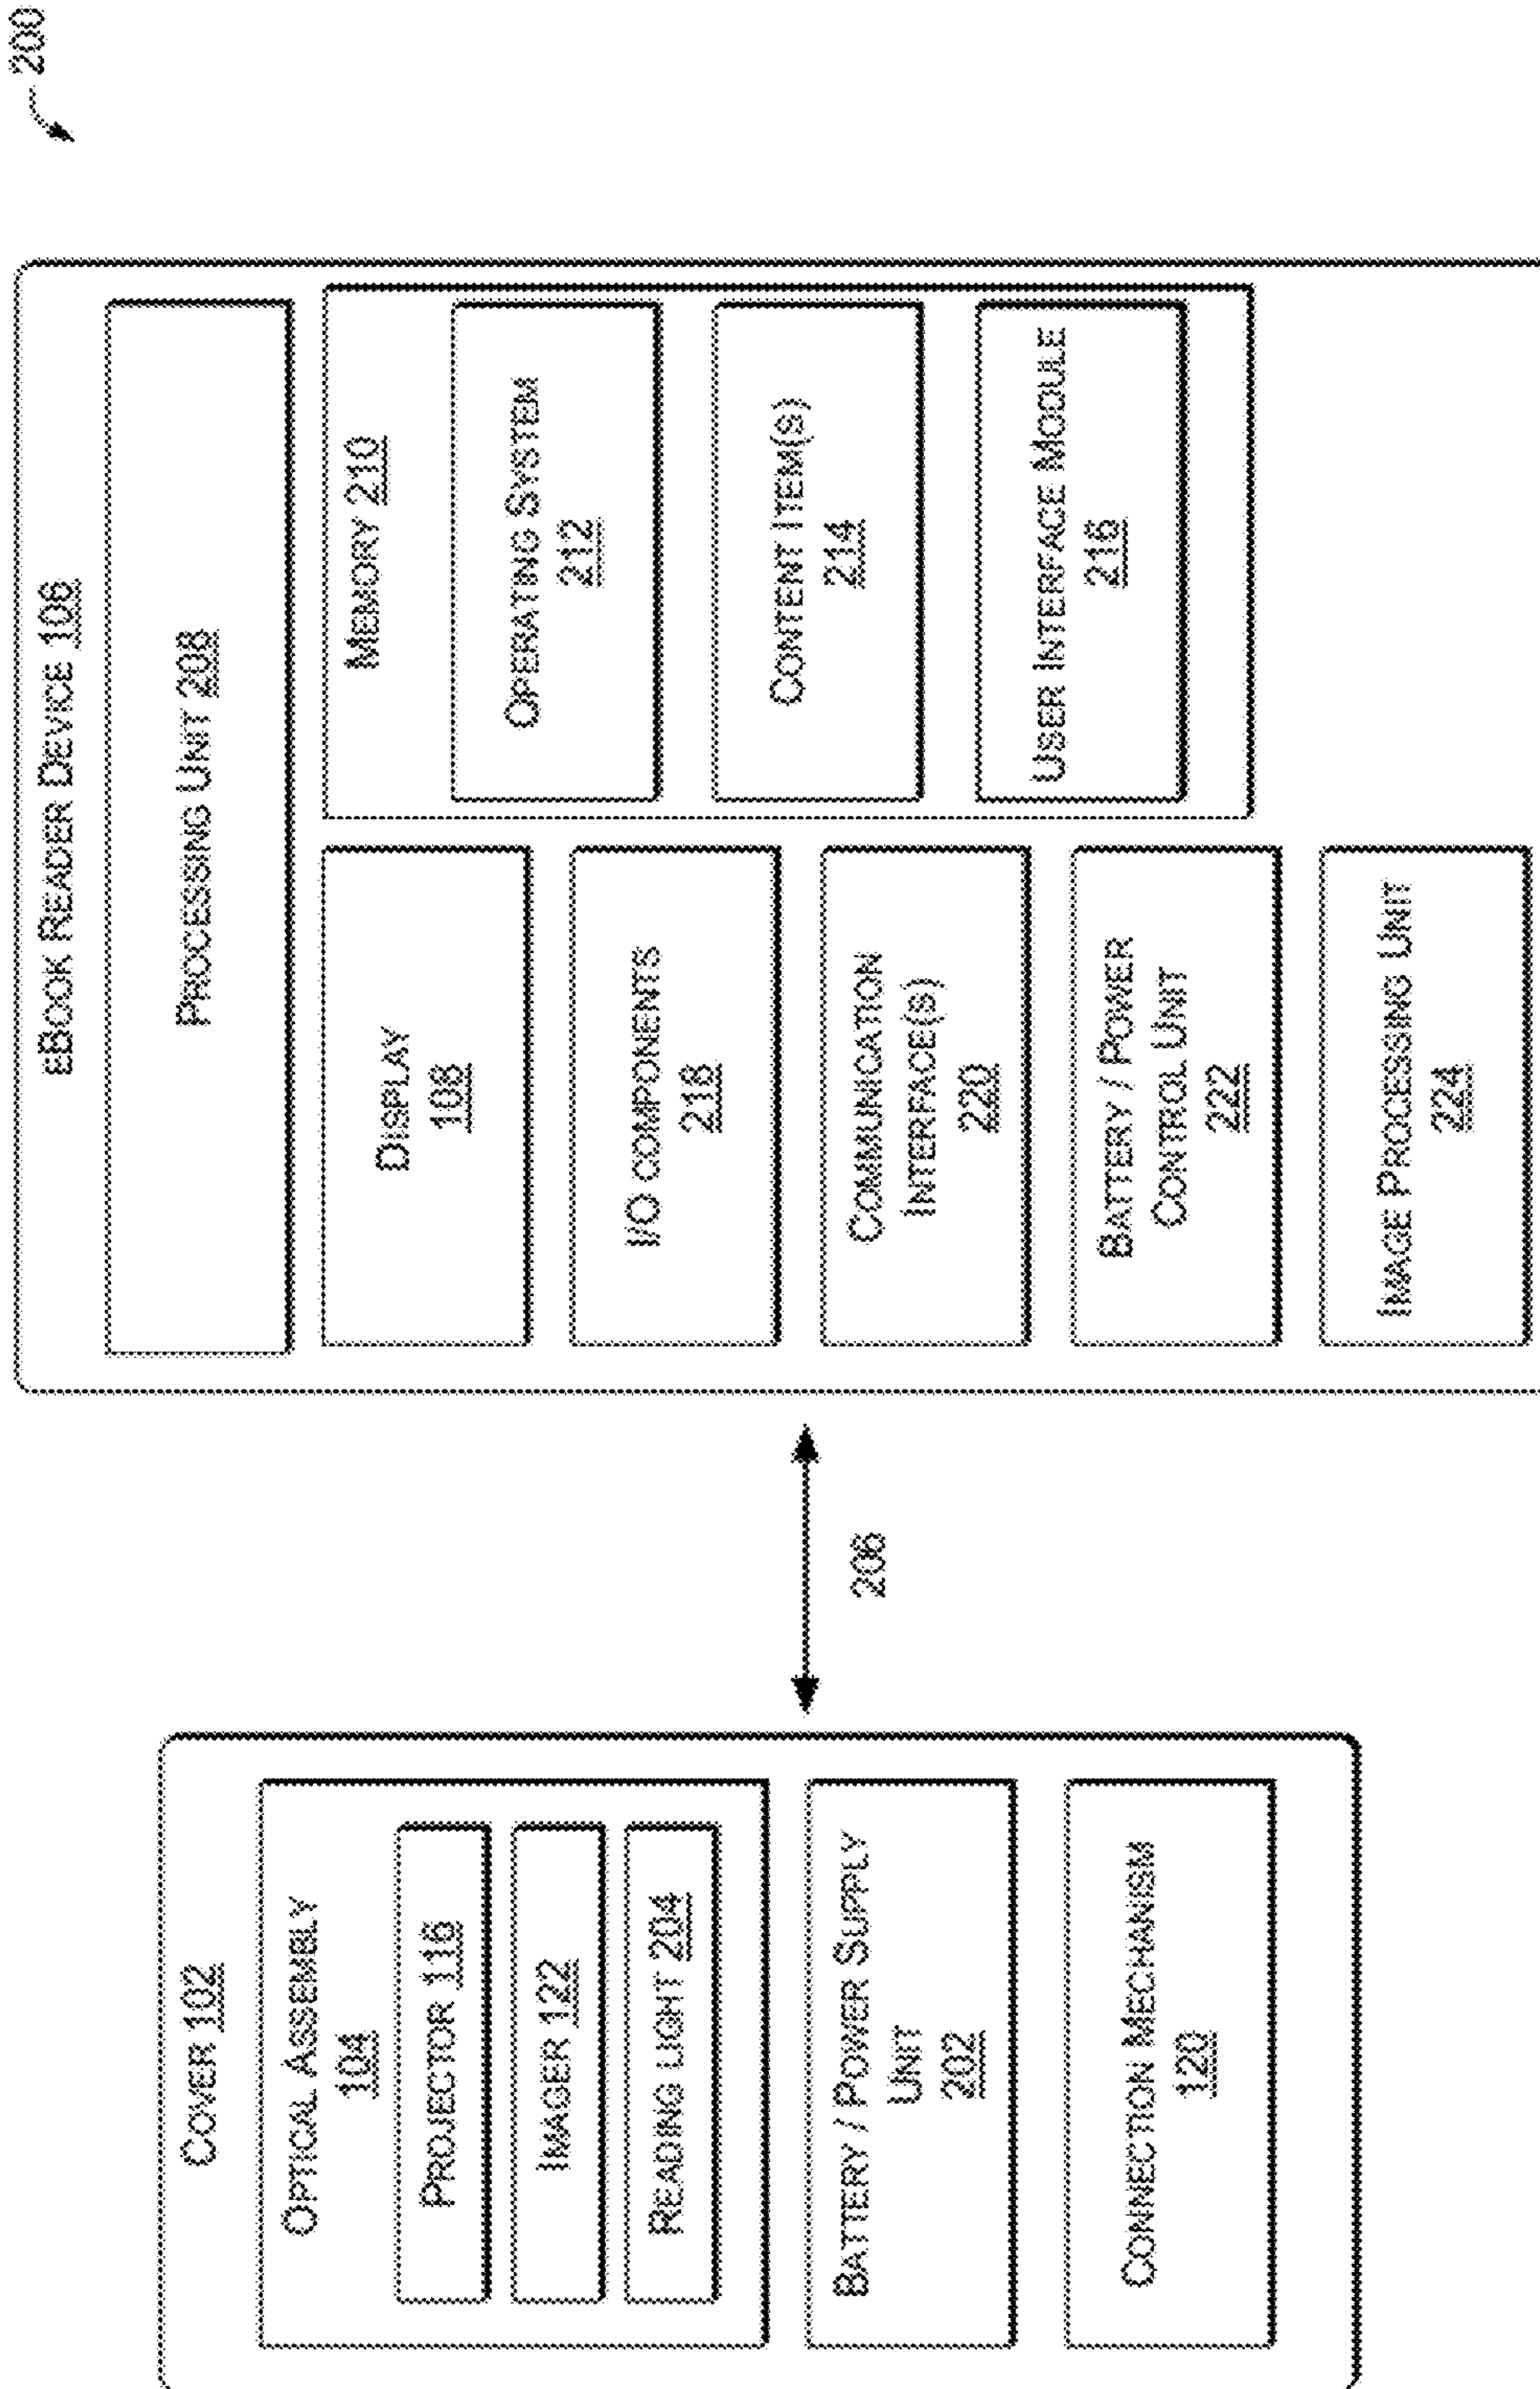 200
COVER 102
OPTICAL ASSEMBLY
104
PROJECTOR 116
IMAGER 122
READING LIGHT 204
BATTERY / POWER SUPPLY
UNIT
202
CONNECTION MECHANISM
120
206
EBOOK READER DEVICE 106
PROCESSING UNIT 208
DISPLAY
108
I/O COMPONENTS
218
COMMUNICATION
INTERFACE(S)
220
BATTERY / POWER
CONTROL UNIT
222
IMAGE PROCESSING UNIT
224
MEMORY 210
OPERATING SYSTEM
212
CONTENT ITEM(S)
214
USER INTERFACE MODULE
216